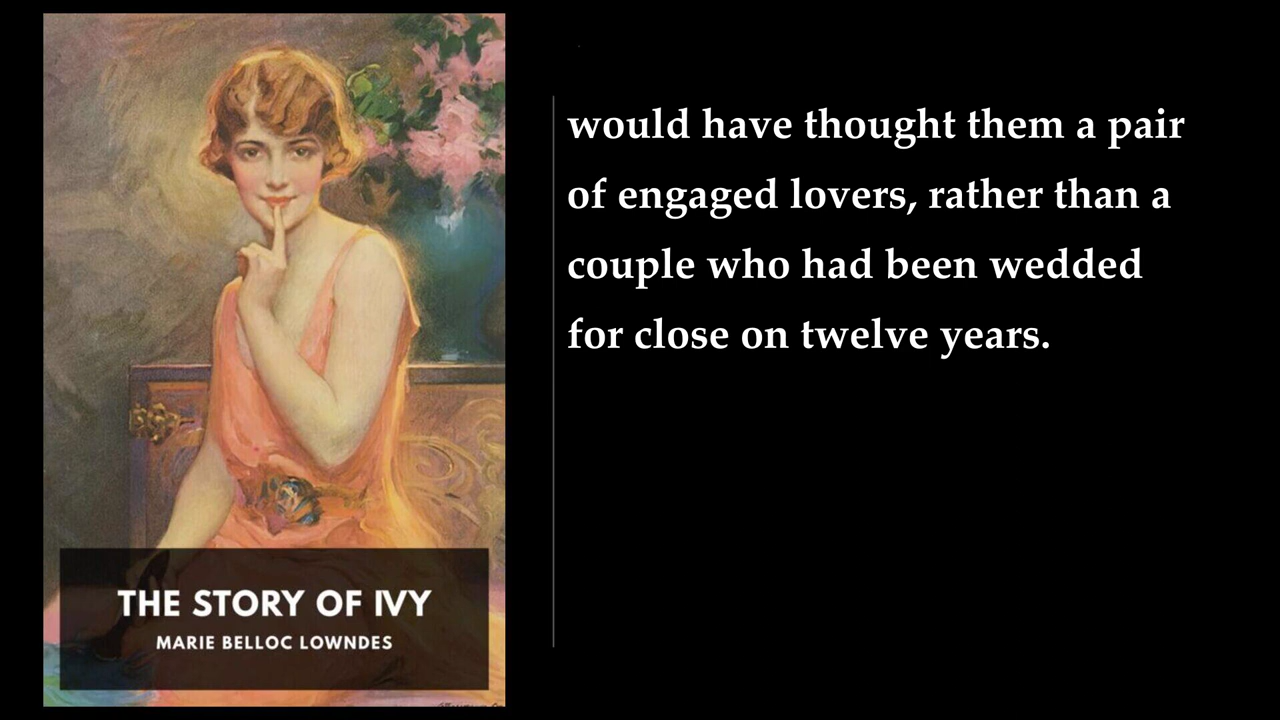 would have thought them a pair
of engaged lovers, rather than a
couple who had been wedded
for close on twelve years.
THE STORY OF IVY
MARIE BELLOC LOWNDES